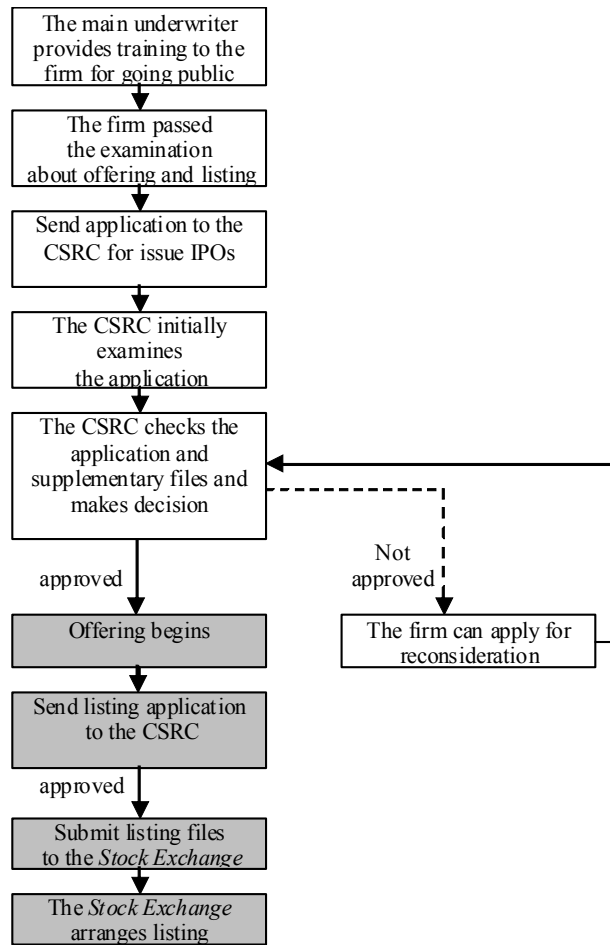 The main underwriter
provides training to the
firm for going public
The firm passed
the examination
about offering and listing
Send application to the
CSRC for issue IPOs
The CSRC initially
examines
the application
The CSRC checks the
application and
supplementary files and
makes decision
Not
approved
approved
Offering begins
The firm can apply for
reconsideration
Send listing application
to the CSRC
approved
Submit listing files
to the Stock Exchange
The Stock Exchange
arranges listing